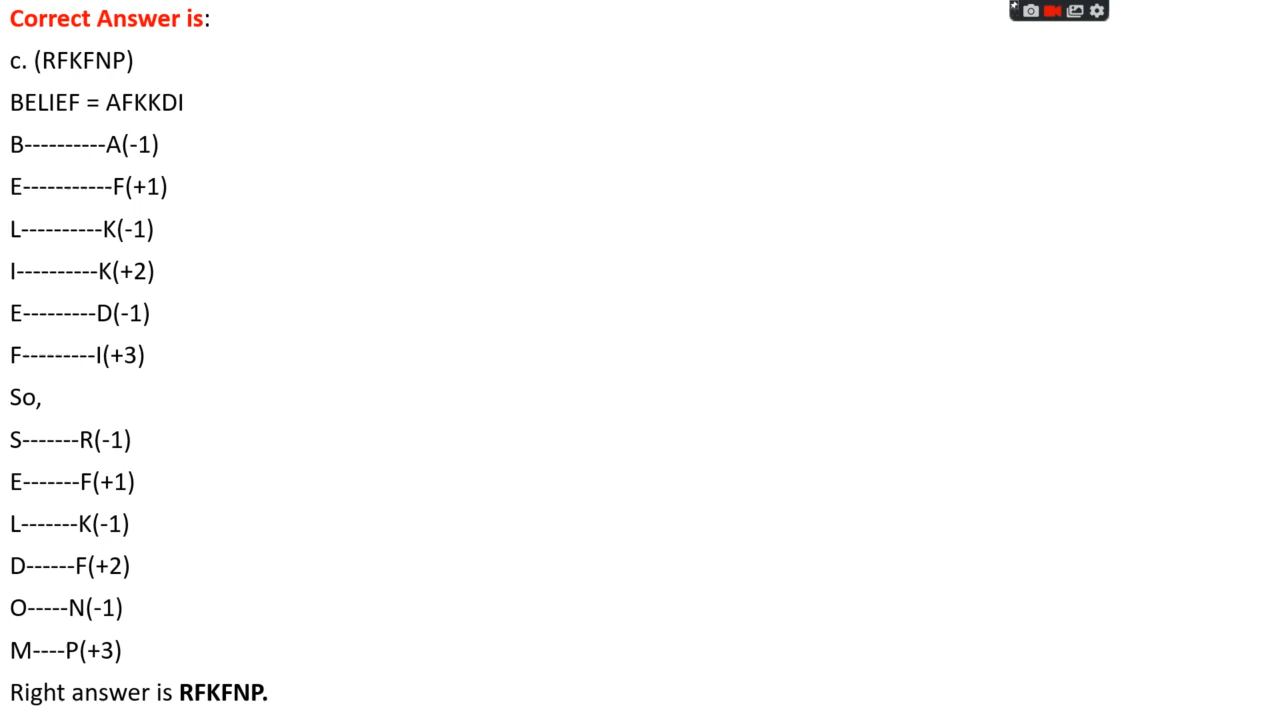 Correct Answer is:
c. (RFKFNP)
BELIEF = AFKKDI
B----------A(-1)
E-----------F(+1)
L----------K(-1)
I----------K(+2)
E---------D(-1)
F---------I(+3)
So,
S-------R(-1)
E-------F(+1)
L-------K(-1)
D------F(+2)
O-----N(-1)
M----P(+3)
Right answer is RFKFNP.